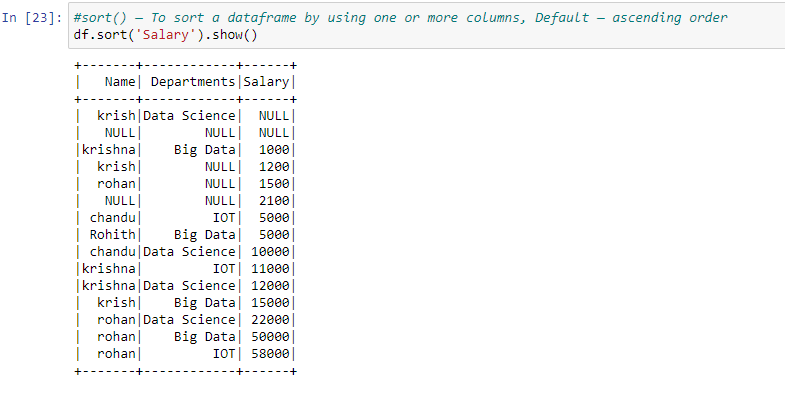 In [23]: #sort() – To sort a dataframe by using one or more columns, Default – ascending order
df.sort('Salary').show()
+-------+------------+------+
|   Name| Departments|Salary|
+-------+------------+------+
|  krish|Data Science|  NULL|
|   NULL|        NULL|  NULL|
|krishna|    Big Data|  1000|
|  krish|        NULL|  1200|
|  rohan|        NULL|  1500|
|   NULL|        NULL|  2100|
| chandu|         IOT|  5000|
| Rohith|    Big Data|  5000|
| chandu|Data Science| 10000|
|krishna|         IOT| 11000|
|krishna|Data Science| 12000|
|  krish|    Big Data| 15000|
|  rohan|Data Science| 22000|
|  rohan|    Big Data| 50000|
|  rohan|         IOT| 58000|
+-------+------------+------+